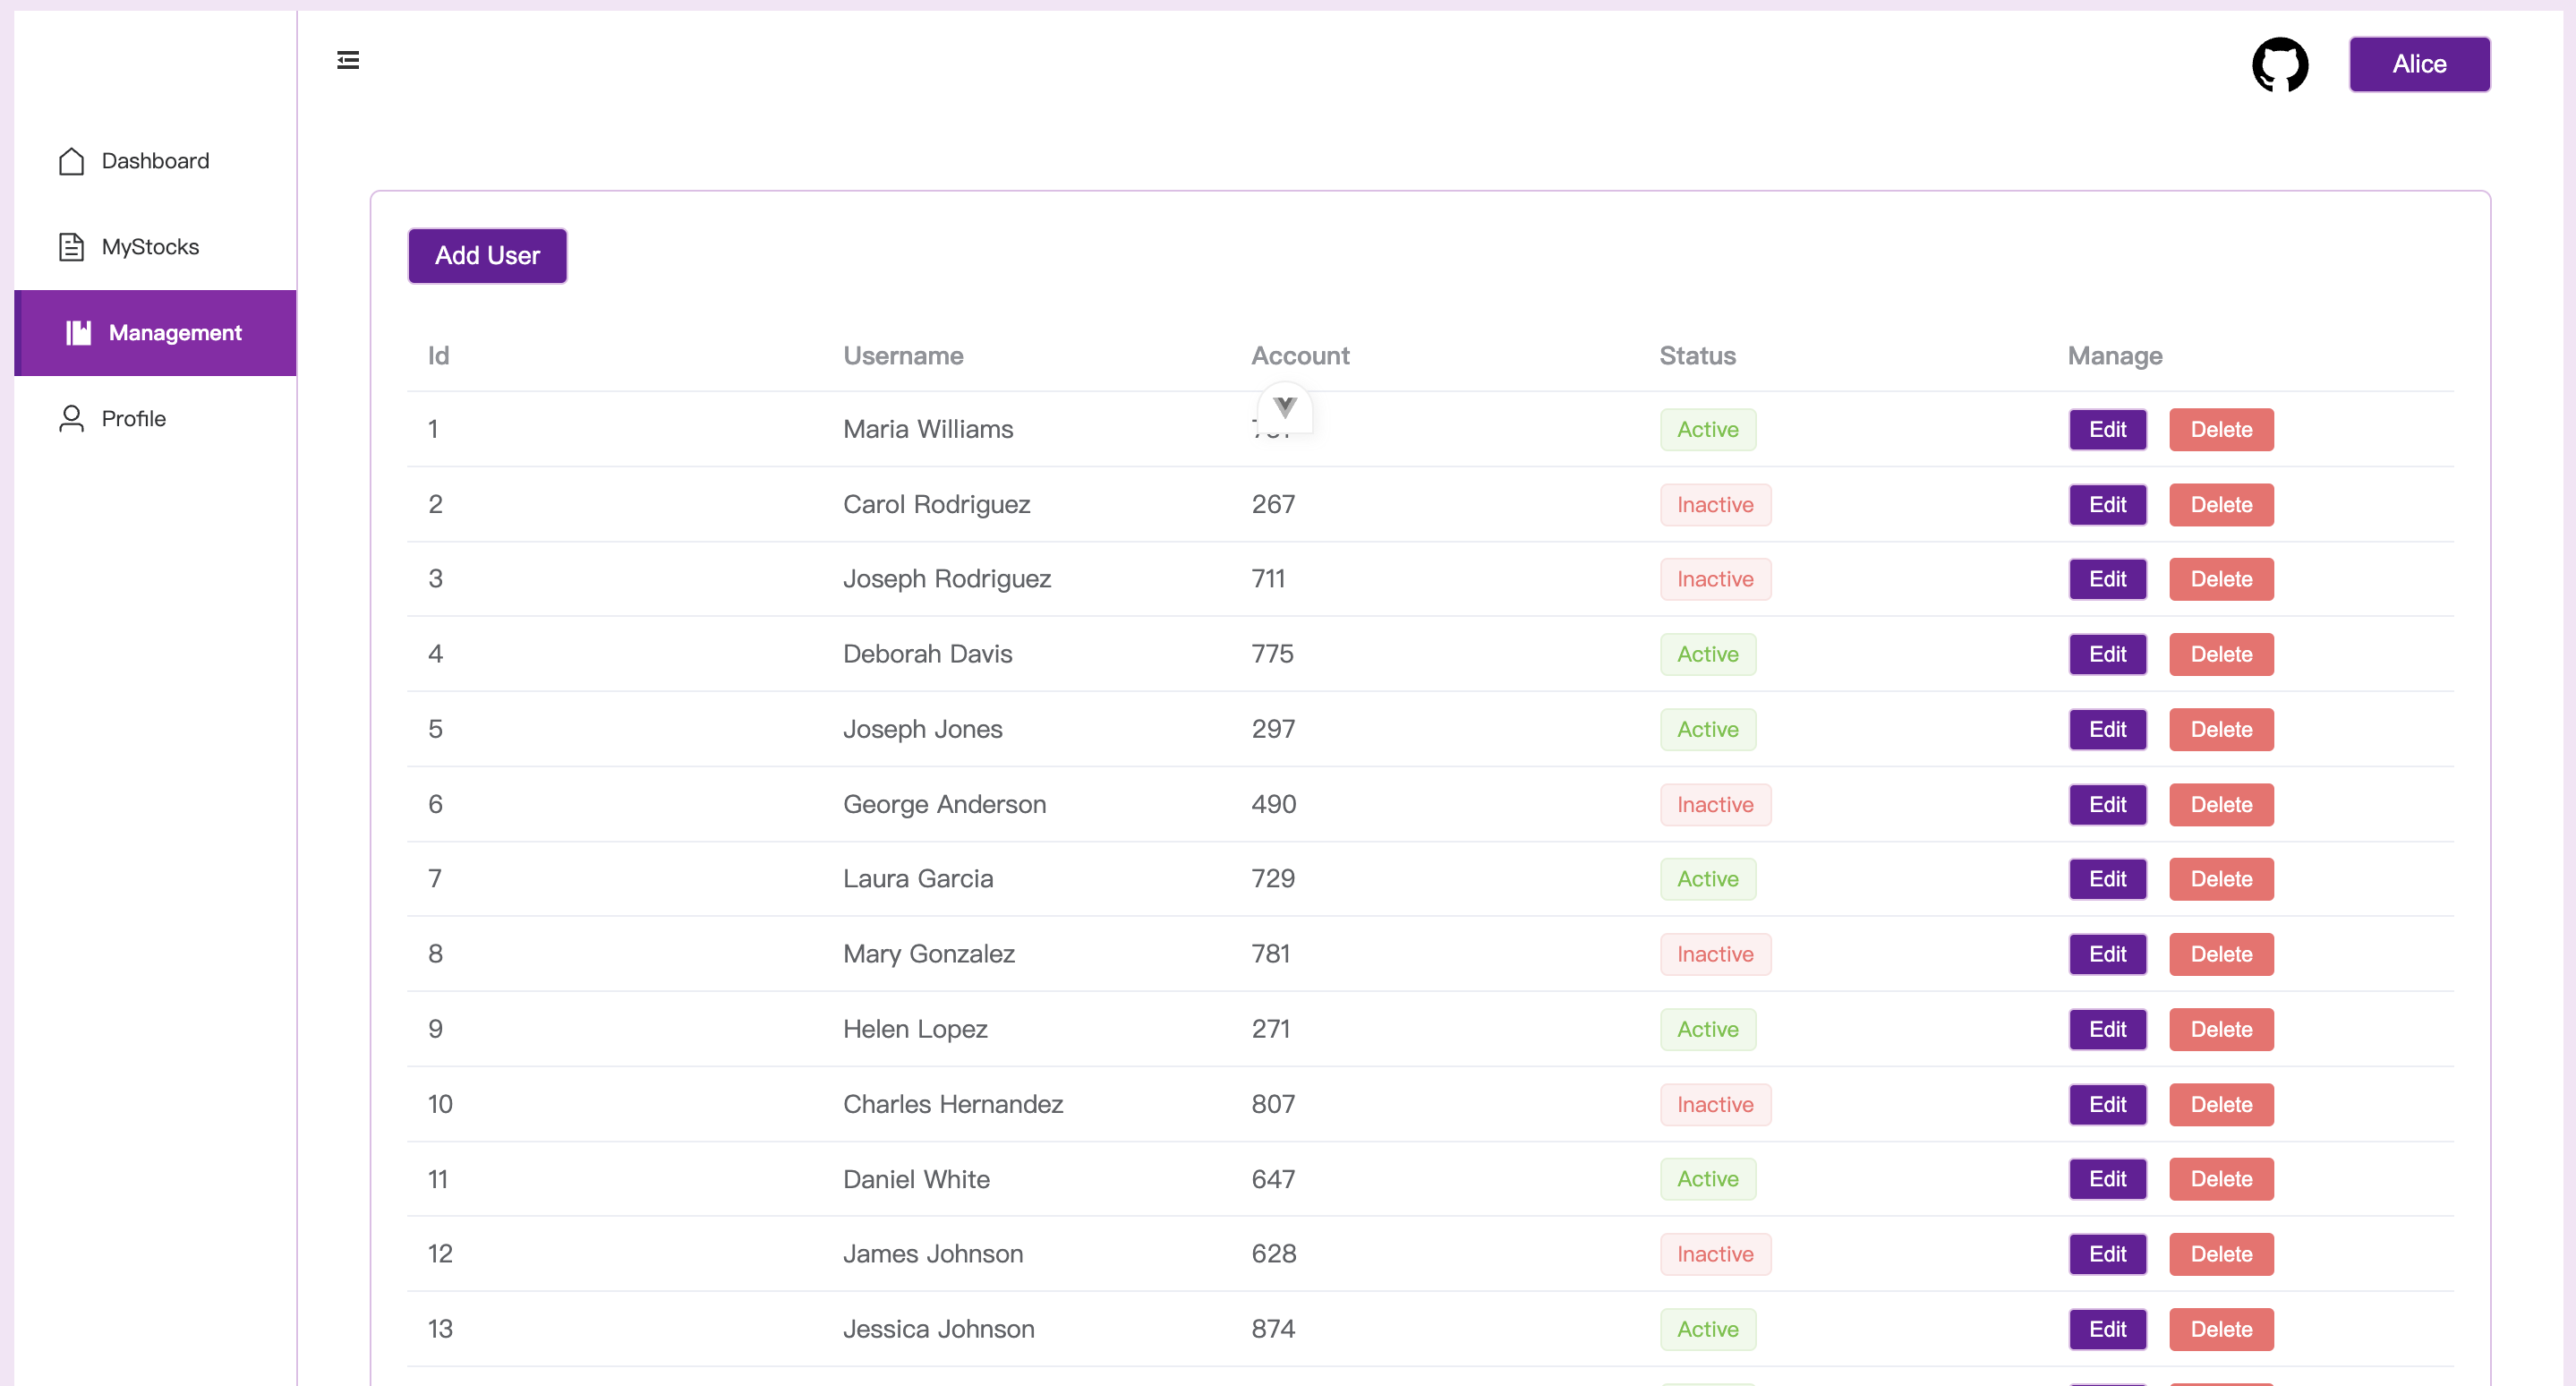 Alice
Dashboard
MyStocks
Management
Profile
Add User
Id Username Account Status Manage
1 Maria Williams Active Edit Delete
2 Carol Rodriguez 267 Inactive Edit Delete
3 Joseph Rodriguez 711 Inactive Edit Delete
4 Deborah Davis 775 Active Edit Delete
5 Joseph Jones 297 Active Edit Delete
6 George Anderson 490 Inactive Edit Delete
7 Laura Garcia 729 Active Edit Delete
8 Mary Gonzalez 781 Inactive Edit Delete
9 Helen Lopez 271 Active Edit Delete
10 Charles Hernandez 807 Inactive Edit Delete
11 Daniel White 647 Active Edit Delete
12 James Johnson 628 Inactive Edit Delete
13 Jessica Johnson 874 Active Edit Delete